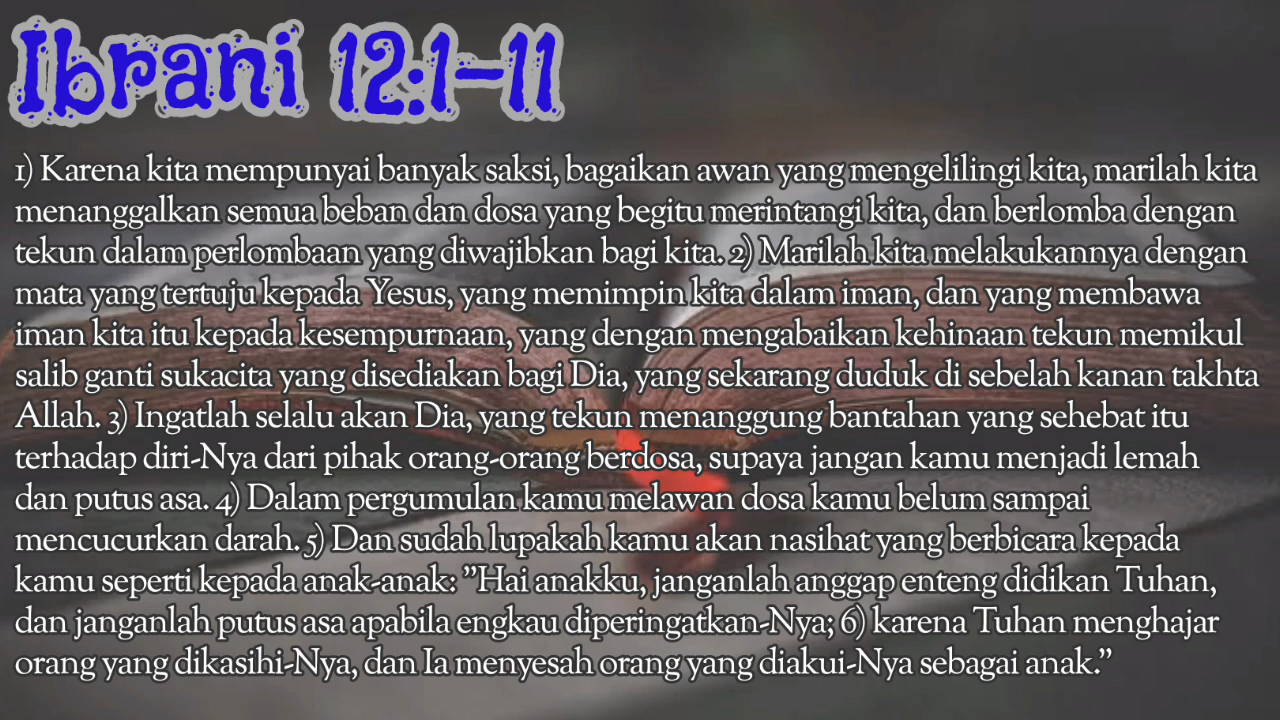 Ibrani 12:1-11
1) Karena kita mempunyai banyak saksi, bagaikan awan yang mengelilingi kita, marilah kita
menanggalkan semua beban dan dosa yang begitu merintangi kita, dan berlomba dengan
tekun dalam perlombaan yang diwajibkan bagi kita. 2) Marilah kita melakukannya dengan
mata yang tertuju kepada Yesus, yang memimpin kita dalam iman, dan yang membawa
iman kita itu kepada kesempurnaan, yang dengan mengabaikan kehinaan tekun memikul
salib ganti sukacita yang disediakan bagi Dia, yang sekarang duduk di sebelah kanan takhta
Allah. 3) Ingatlah selalu akan Dia, yang tekun menanggung bantahan yang sehebat itu
terhadap diri-Nya dari pihak orang-orang berdosa, supaya jangan kamu menjadi lemah
dan putus asa. 4) Dalam pergumulan kamu melawan dosa kamu belum sampai
mencucurkan darah. 5) Dan sudah lupakah kamu akan nasihat yang berbicara kepada
kamu seperti kepada anak-anak: "Hai anakku, janganlah anggap enteng didikan Tuhan,
dan janganlah putus asa apabila engkau diperingatkan-Nya; 6) karena Tuhan menghajar
orang yang dikasihi-Nya, dan Ia menyesah orang yang diakui-Nya sebagai anak."